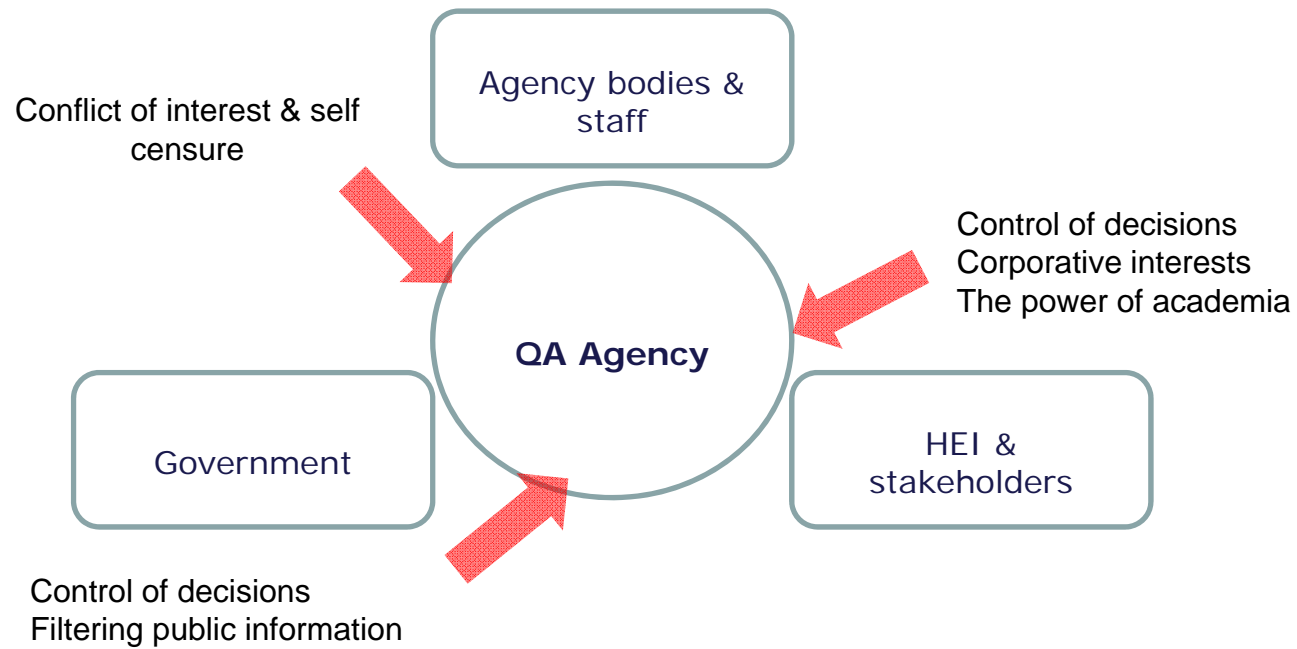 Agency bodies &
staff
Conflict of interest & self
censure
Control of decisions
Corporative interests
The power of academia
QA Agency
Government
HEI &
stakeholders
Control of decisions
Filtering public information